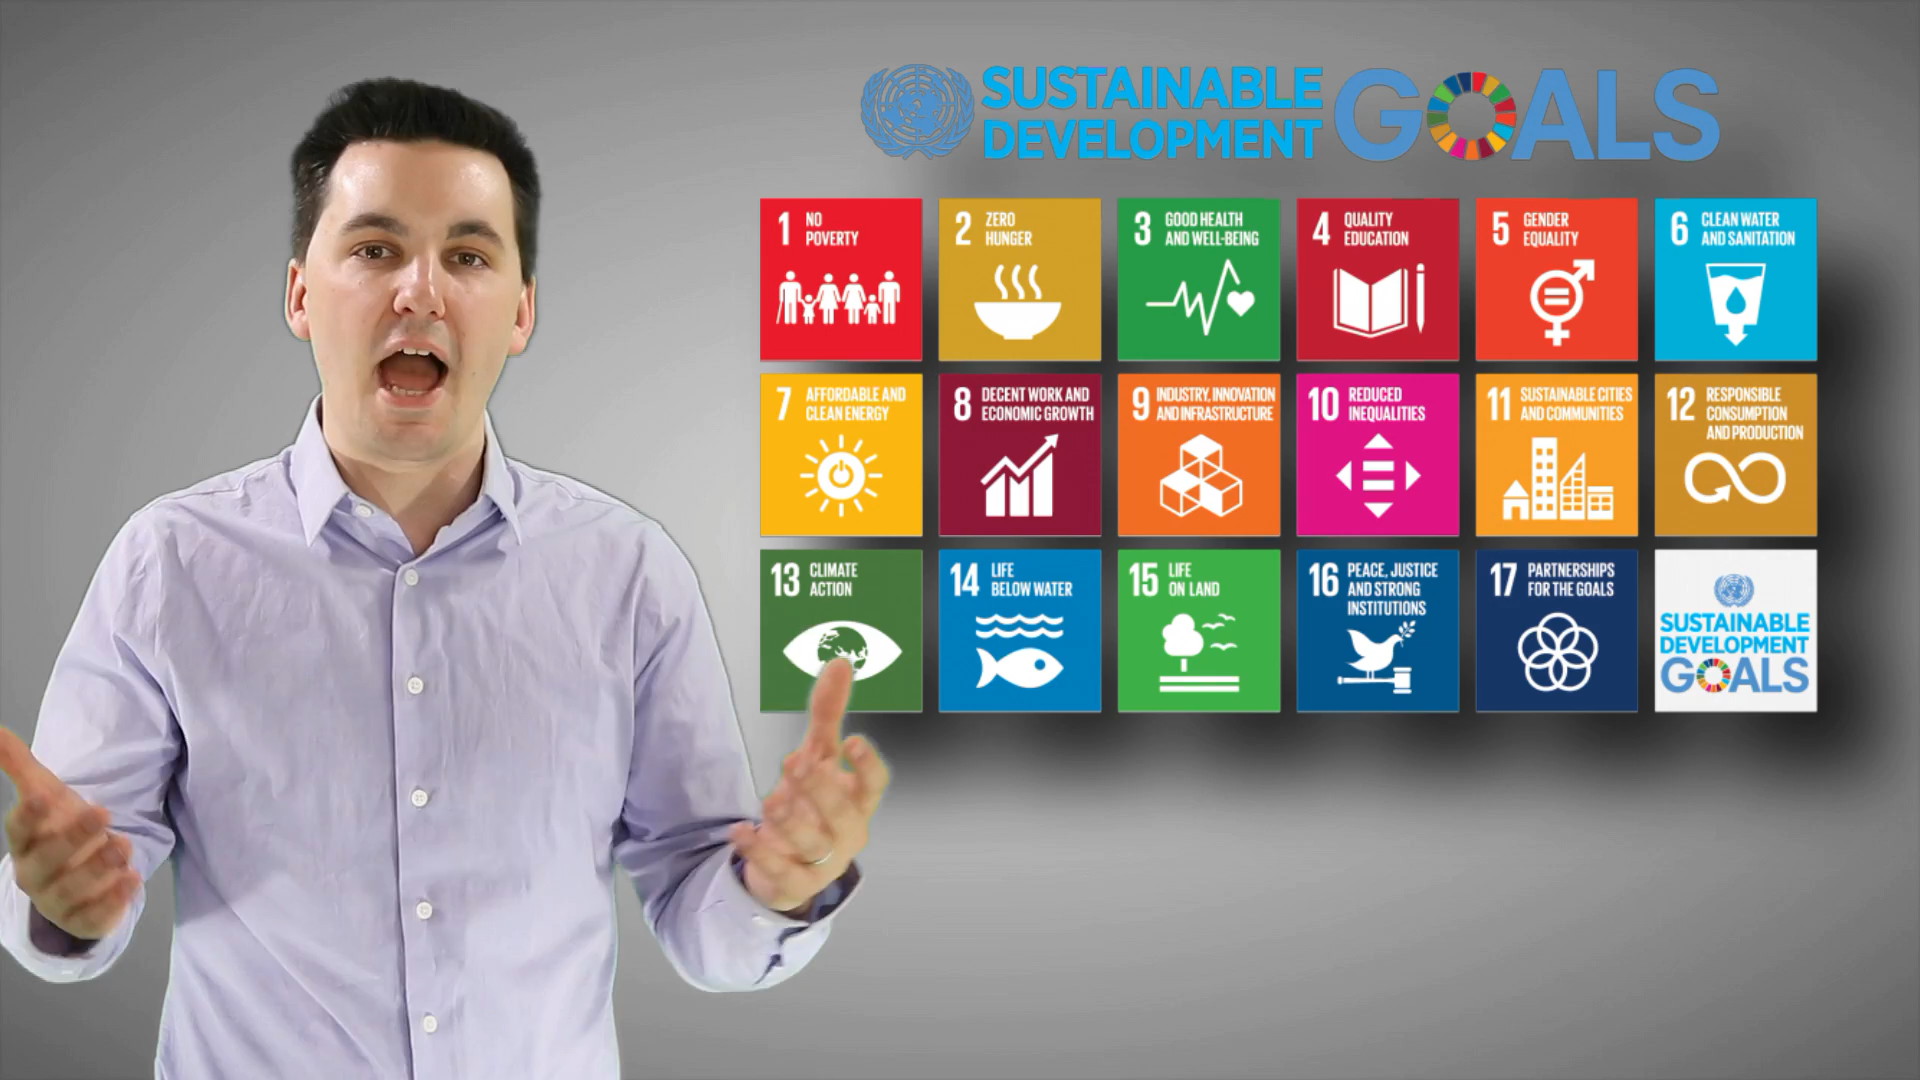 SUSTAINABLE
DEVELOPMENT
GOALS
1 NO
POVERTY
2 ZERO
HUNGER
3 GOOD HEALTH
AND WELL-BEING
4 QUALITY
EDUCATION
5 GENDER
EQUALITY
6 CLEAN WATER
AND SANITATION
7 AFFORDABLE AND
CLEAN ENERGY
8 DECENT WORK AND
ECONOMIC GROWTH
9 INDUSTRY, INNOVATION
AND INFRASTRUCTURE
10 REDUCED
INEQUALITIES
11 SUSTAINABLE CITIES
AND COMMUNITIES
12 RESPONSIBLE
CONSUMPTION
AND PRODUCTION
13 CLIMATE
ACTION
14 LIFE
BELOW WATER
15 LIFE
ON LAND
16 PEACE, JUSTICE
AND STRONG
INSTITUTIONS
17 PARTNERSHIPS
FOR THE GOALS
SUSTAINABLE
DEVELOPMENT
GOALS